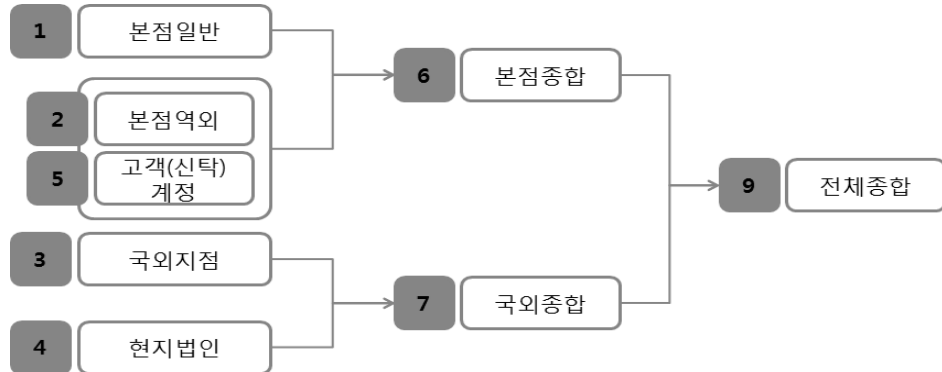 1 본점일반
2 본점역외
5 고객(신탁)
계정
3 국외지점
4 현지법인
6 본점종합
7 국외종합
9 전체종합